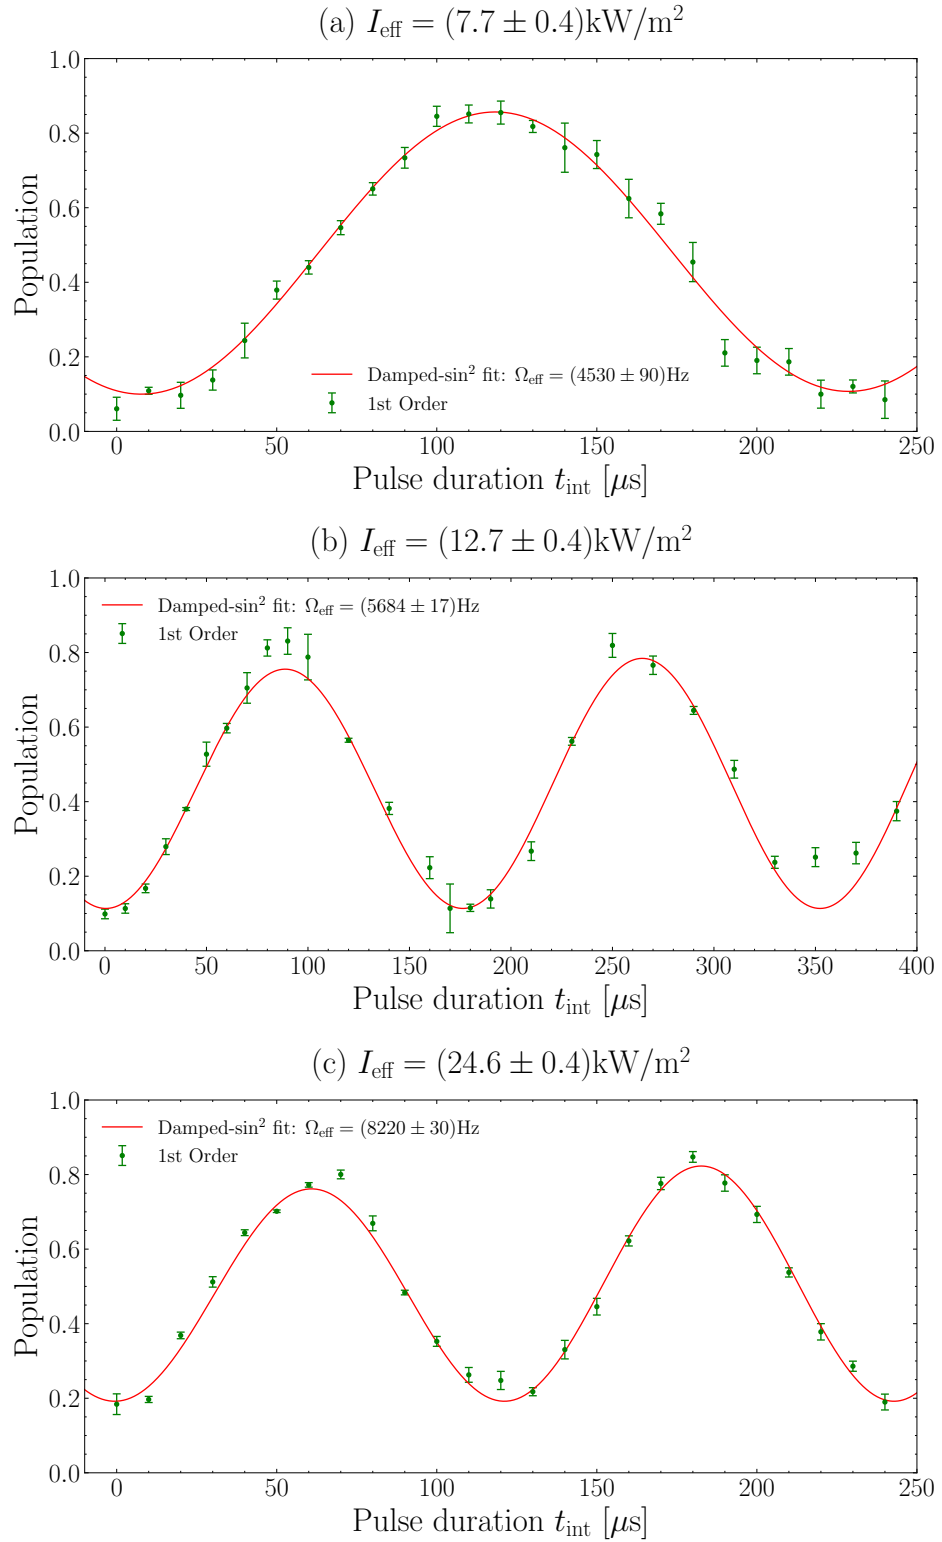 (a) I_eff = (7.7 ± 0.4)kW/m²
1.0
0.8
0.6
0.4
0.2
0.0
Population
Damped-sin² fit: Ω_eff = (4530 ± 90)Hz
1st Order
0 50 100 150 200 250
Pulse duration t_int [μs]
(b) I_eff = (12.7 ± 0.4)kW/m²
1.0
0.8
0.6
0.4
0.2
0.0
Population
Damped-sin² fit: Ω_eff = (5684 ± 17)Hz
1st Order
0 50 100 150 200 250 300 350 400
Pulse duration t_int [μs]
(c) I_eff = (24.6 ± 0.4)kW/m²
1.0
0.8
0.6
0.4
0.2
0.0
Population
Damped-sin² fit: Ω_eff = (8220 ± 30)Hz
1st Order
0 50 100 150 200 250
Pulse duration t_int [μs]